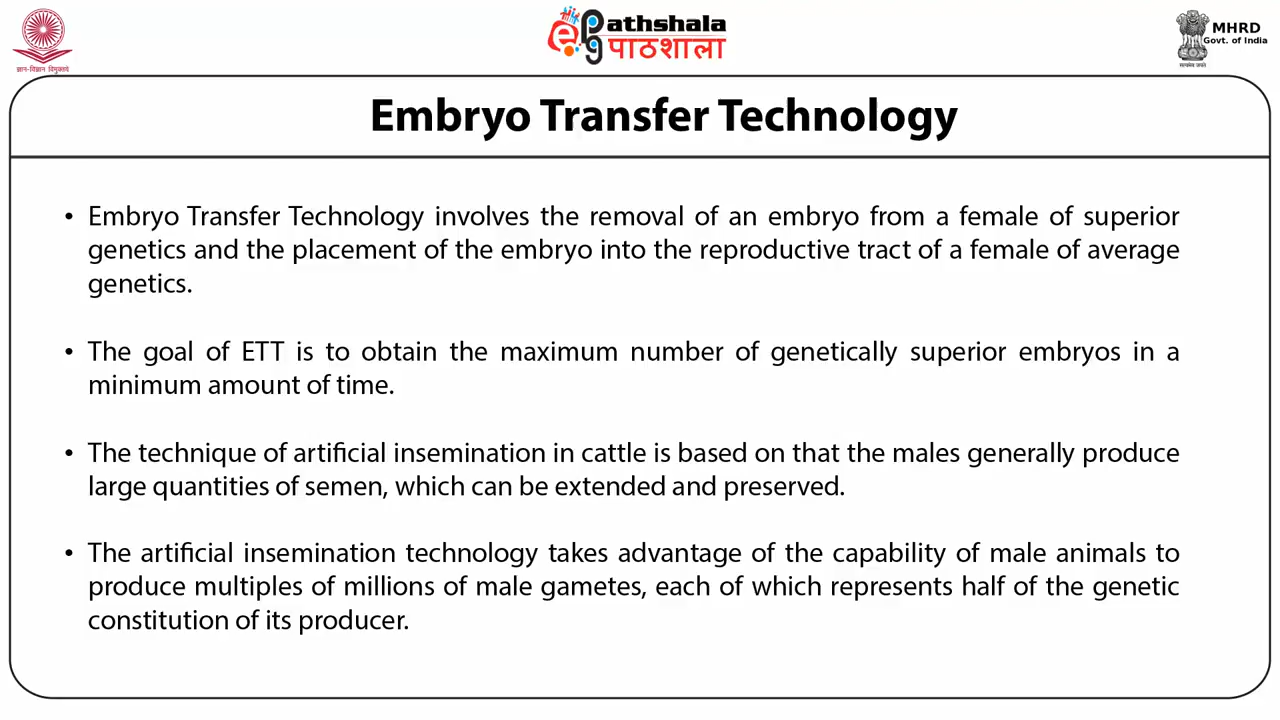 ज्ञान-विज्ञान विमुक्तये
ePathshala
पाठशाला
MHRD
Govt. of India
सत्यमेव जयते
Embryo Transfer Technology
• Embryo Transfer Technology involves the removal of an embryo from a female of superior
genetics and the placement of the embryo into the reproductive tract of a female of average
genetics.
• The goal of ETT is to obtain the maximum number of genetically superior embryos in a
minimum amount of time.
• The technique of artificial insemination in cattle is based on that the males generally produce
large quantities of semen, which can be extended and preserved.
• The artificial insemination technology takes advantage of the capability of male animals to
produce multiples of millions of male gametes, each of which represents half of the genetic
constitution of its producer.